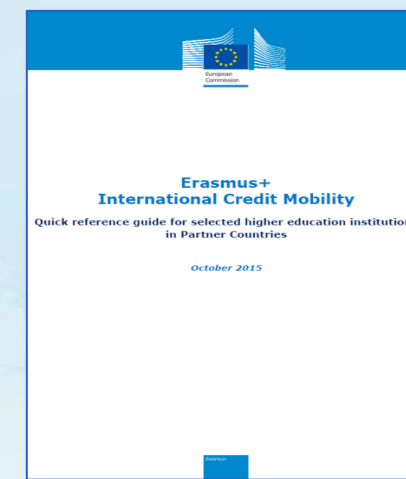 European
Commission
Erasmus+
International Credit Mobility
Quick reference guide for selected higher education institution
in Partner Countries
October 2015
Erasmus+